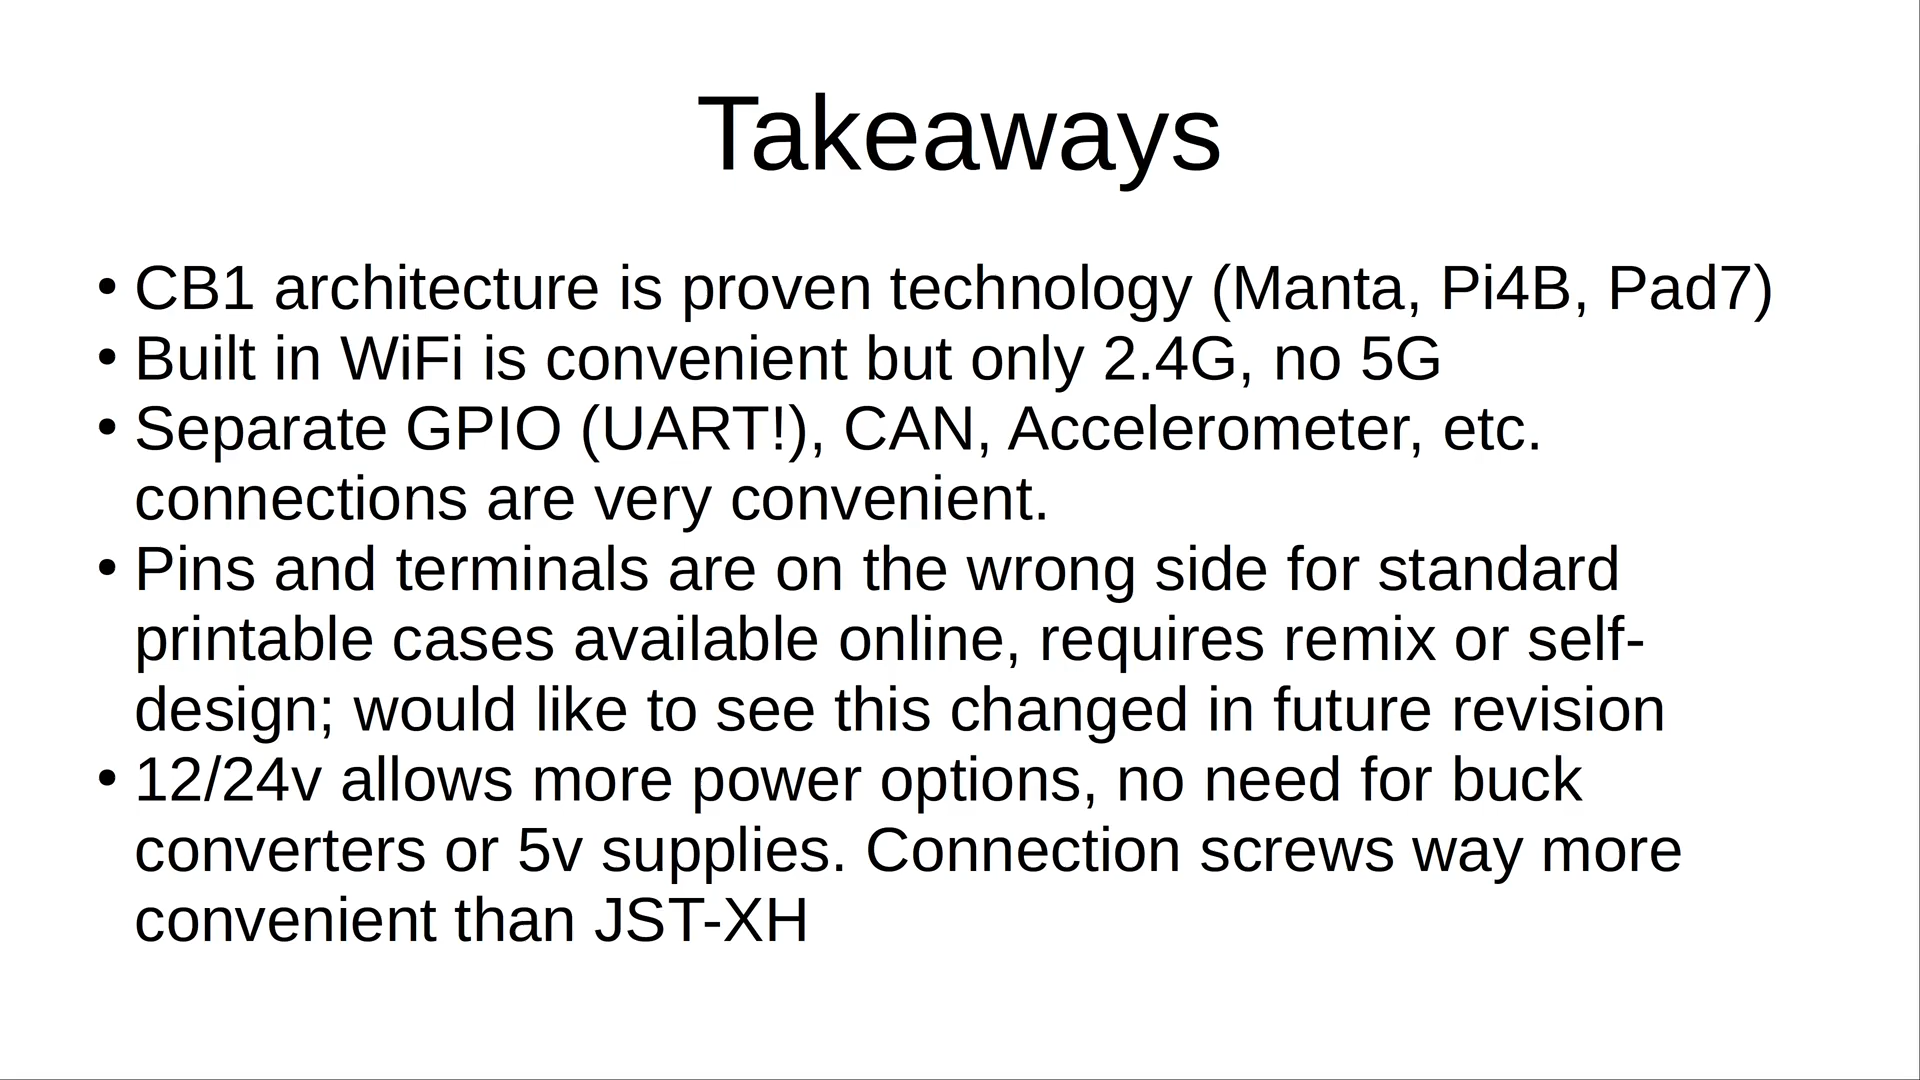 Takeaways
• CB1 architecture is proven technology (Manta, Pi4B, Pad7)
• Built in WiFi is convenient but only 2.4G, no 5G
• Separate GPIO (UART!), CAN, Accelerometer, etc.
connections are very convenient.
• Pins and terminals are on the wrong side for standard
printable cases available online, requires remix or self-
design; would like to see this changed in future revision
• 12/24v allows more power options, no need for buck
converters or 5v supplies. Connection screws way more
convenient than JST-XH